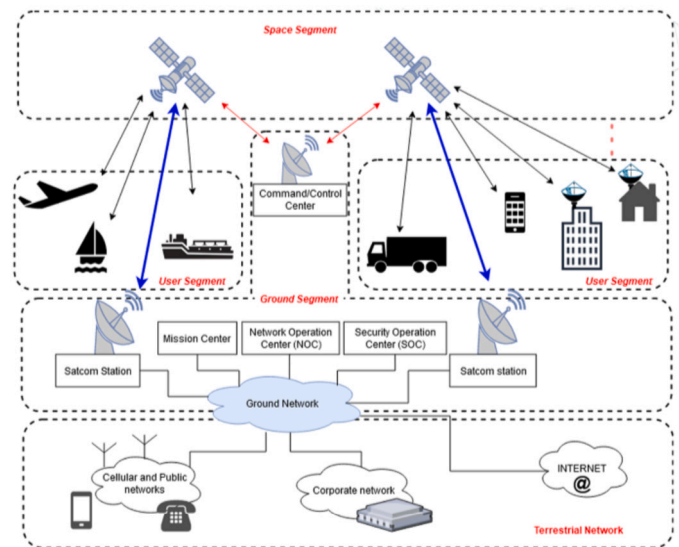 Space Segment
Command/Control
Center
User Segment
User Segment
Ground Segment
Mission Center
Network Operation
Center (NOC)
Security Operation
Center (SOC)
Satcom Station
Satcom station
Ground Network
Cellular and Public
networks
Corporate network
INTERNET
@
Terrestrial Network